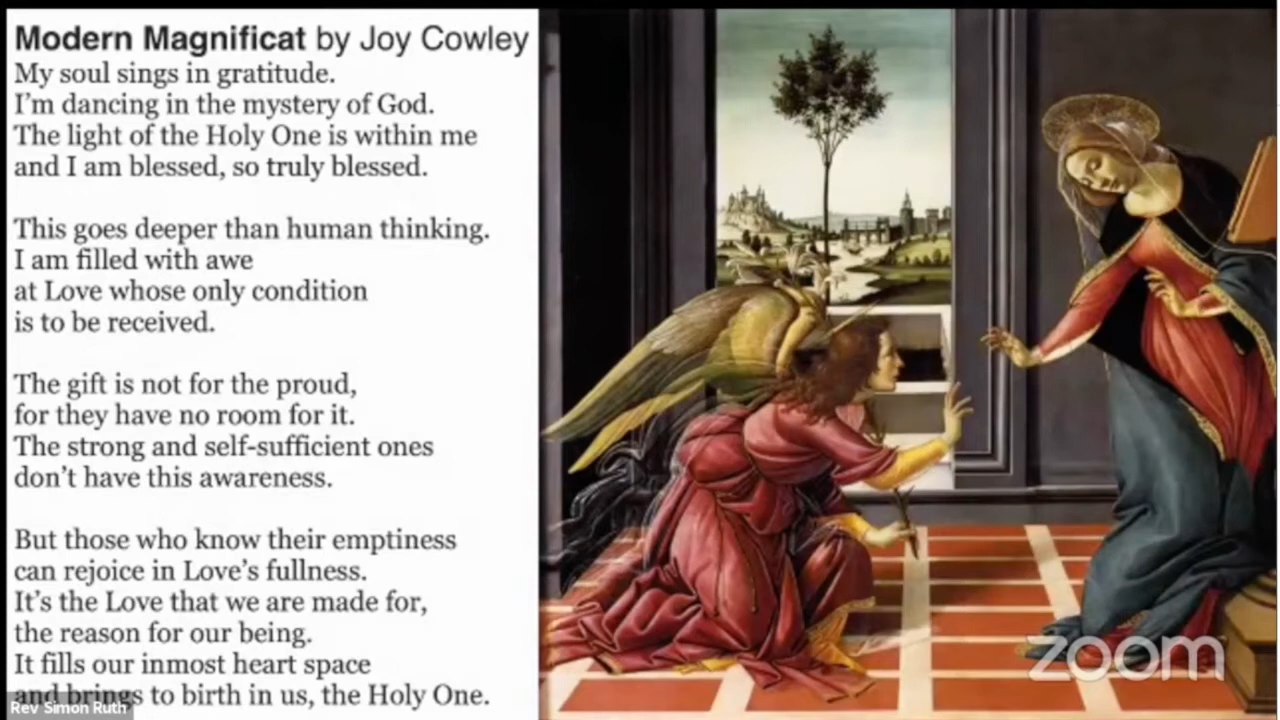 Modern Magnificat by Joy Cowley
My soul sings in gratitude.
I’m dancing in the mystery of God.
The light of the Holy One is within me
and I am blessed, so truly blessed.
This goes deeper than human thinking.
I am filled with awe
at Love whose only condition
is to be received.
The gift is not for the proud,
for they have no room for it.
The strong and self-sufficient ones
don’t have this awareness.
But those who know their emptiness
can rejoice in Love’s fullness.
It’s the Love that we are made for,
the reason for our being.
It fills our inmost heart space
and brings to birth in us, the Holy One.
Rev Simon Ruth
zoom